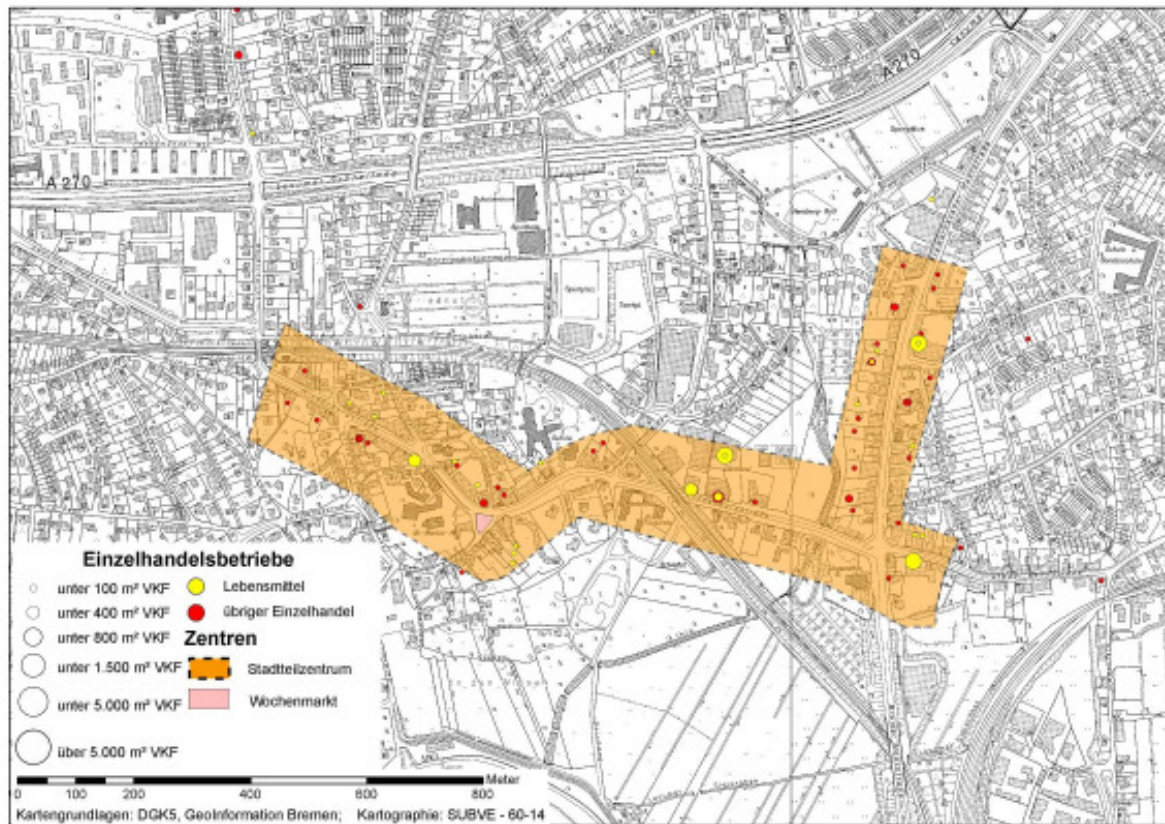 A 270
A 270
Sportplatz
Einzelhandelsbetriebe
unter 100 m² VKF
Lebensmittel
unter 400 m² VKF
übriger Einzelhandel
unter 800 m² VKF
Zentren
unter 1.500 m² VKF
Stadtteilzentrum
unter 5.000 m² VKF
Wochenmarkt
über 5.000 m² VKF
0 100 200 400 600 800 Meter
Kartengrundlagen: DGK5, GeoInformation Bremen; Kartographie: SUBVE - 60-14